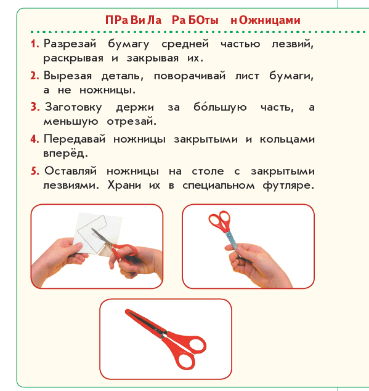 ПРаВиЛа РаБОты нОжницами
1. Разрезай бумагу средней частью лезвий,
раскрывая и закрывая их.
2. Вырезая деталь, поворачивай лист бумаги,
а не ножницы.
3. Заготовку держи за бо́льшую часть, а
меньшую отрезай.
4. Передавай ножницы закрытыми и кольцами
вперёд.
5. Оставляй ножницы на столе с закрытыми
лезвиями. Храни их в специальном футляре.